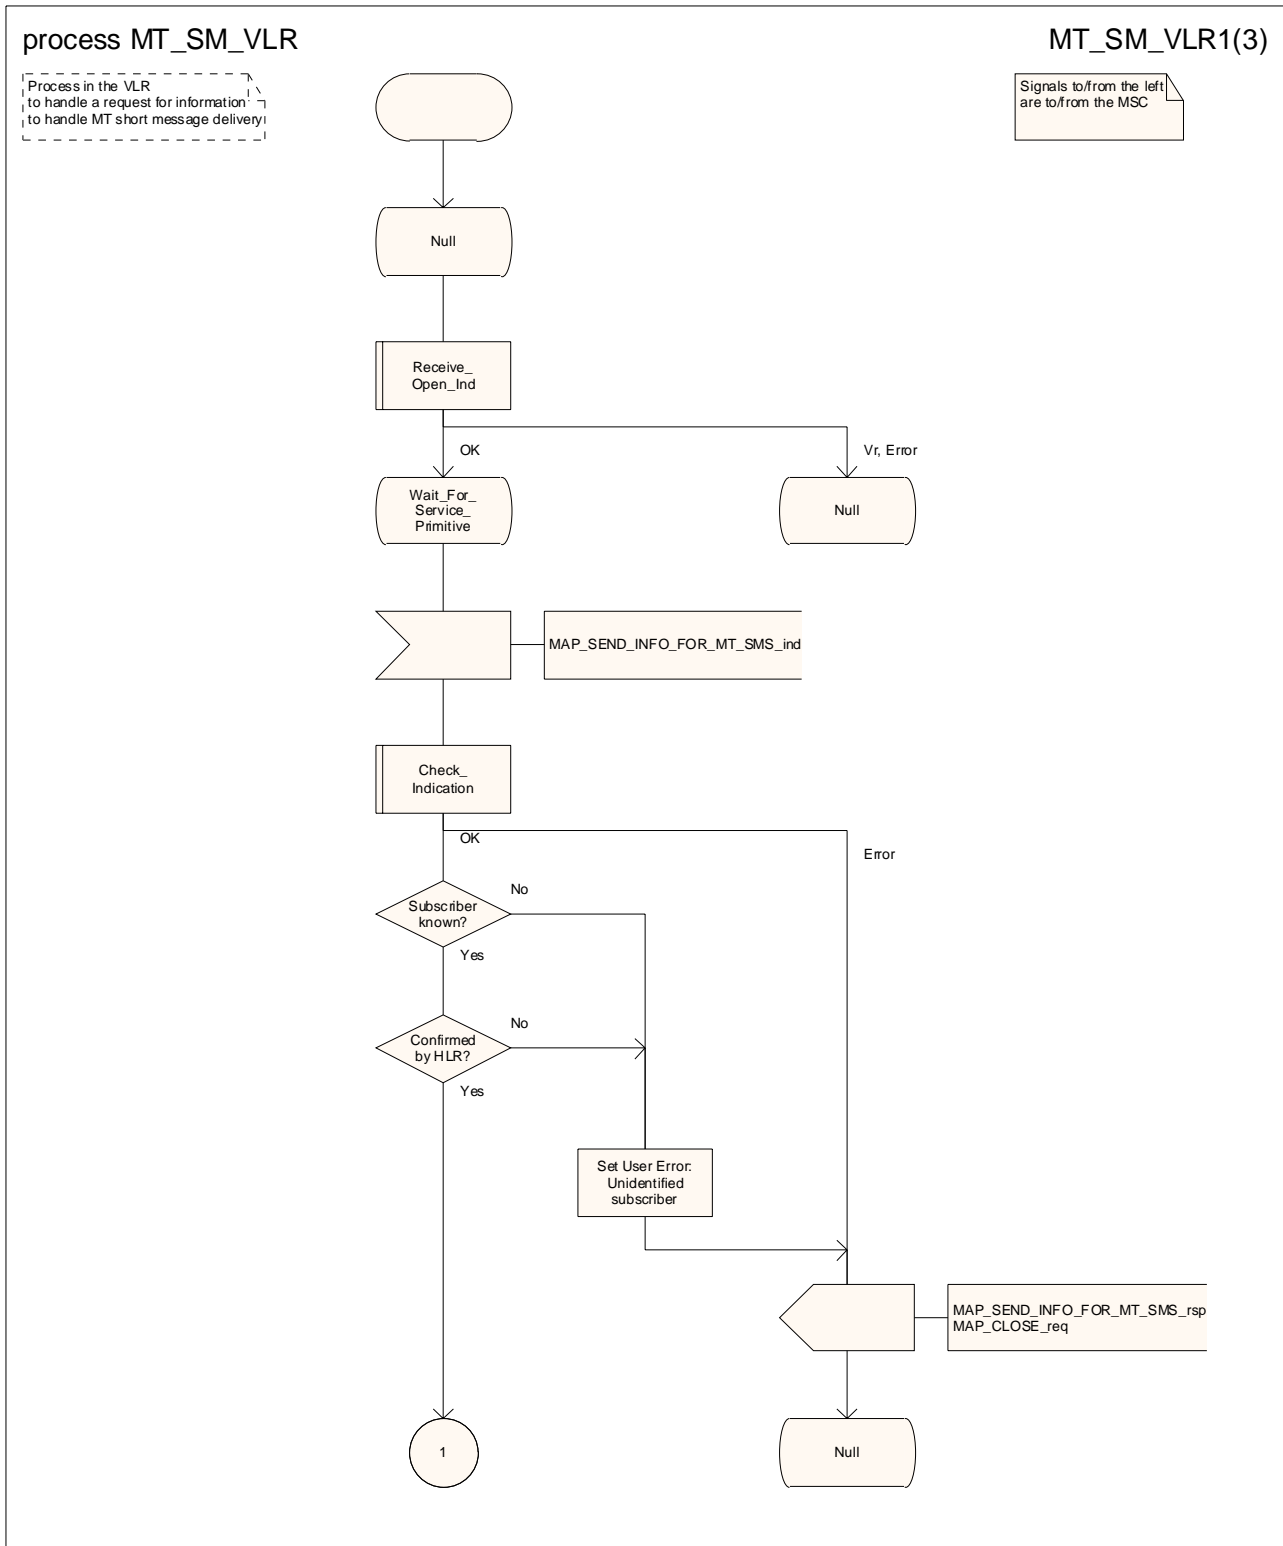 process MT_SM_VLR
MT_SM_VLR1(3)
Process in the VLR
to handle a request for information
to handle MT short message delivery
Signals to/from the left
are to/from the MSC
Null
Receive_
Open_Ind
OK
Vr, Error
Wait_For_
Service_
Primitive
Null
MAP_SEND_INFO_FOR_MT_SMS_ind
Check_
Indication
OK
Error
Subscriber
known?
No
Yes
Confirmed
by HLR?
No
Yes
Set User Error:
Unidentified
subscriber
MAP_SEND_INFO_FOR_MT_SMS_rsp
MAP_CLOSE_req
1
Null